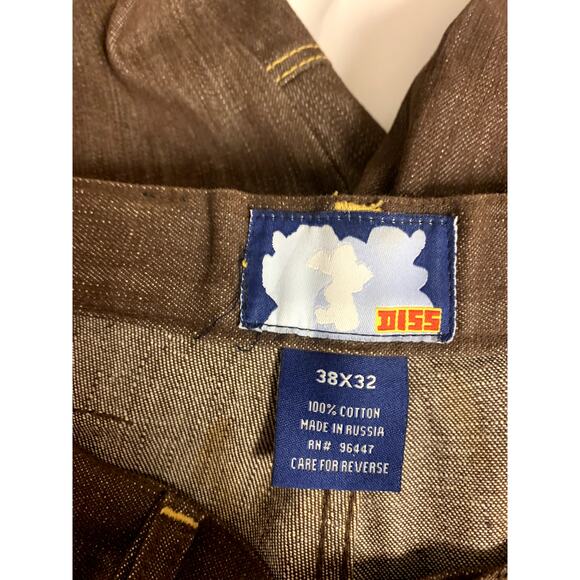 DISS
38X32
100% COTTON
MADE IN RUSSIA
RN# 96447
CARE FOR REVERSE